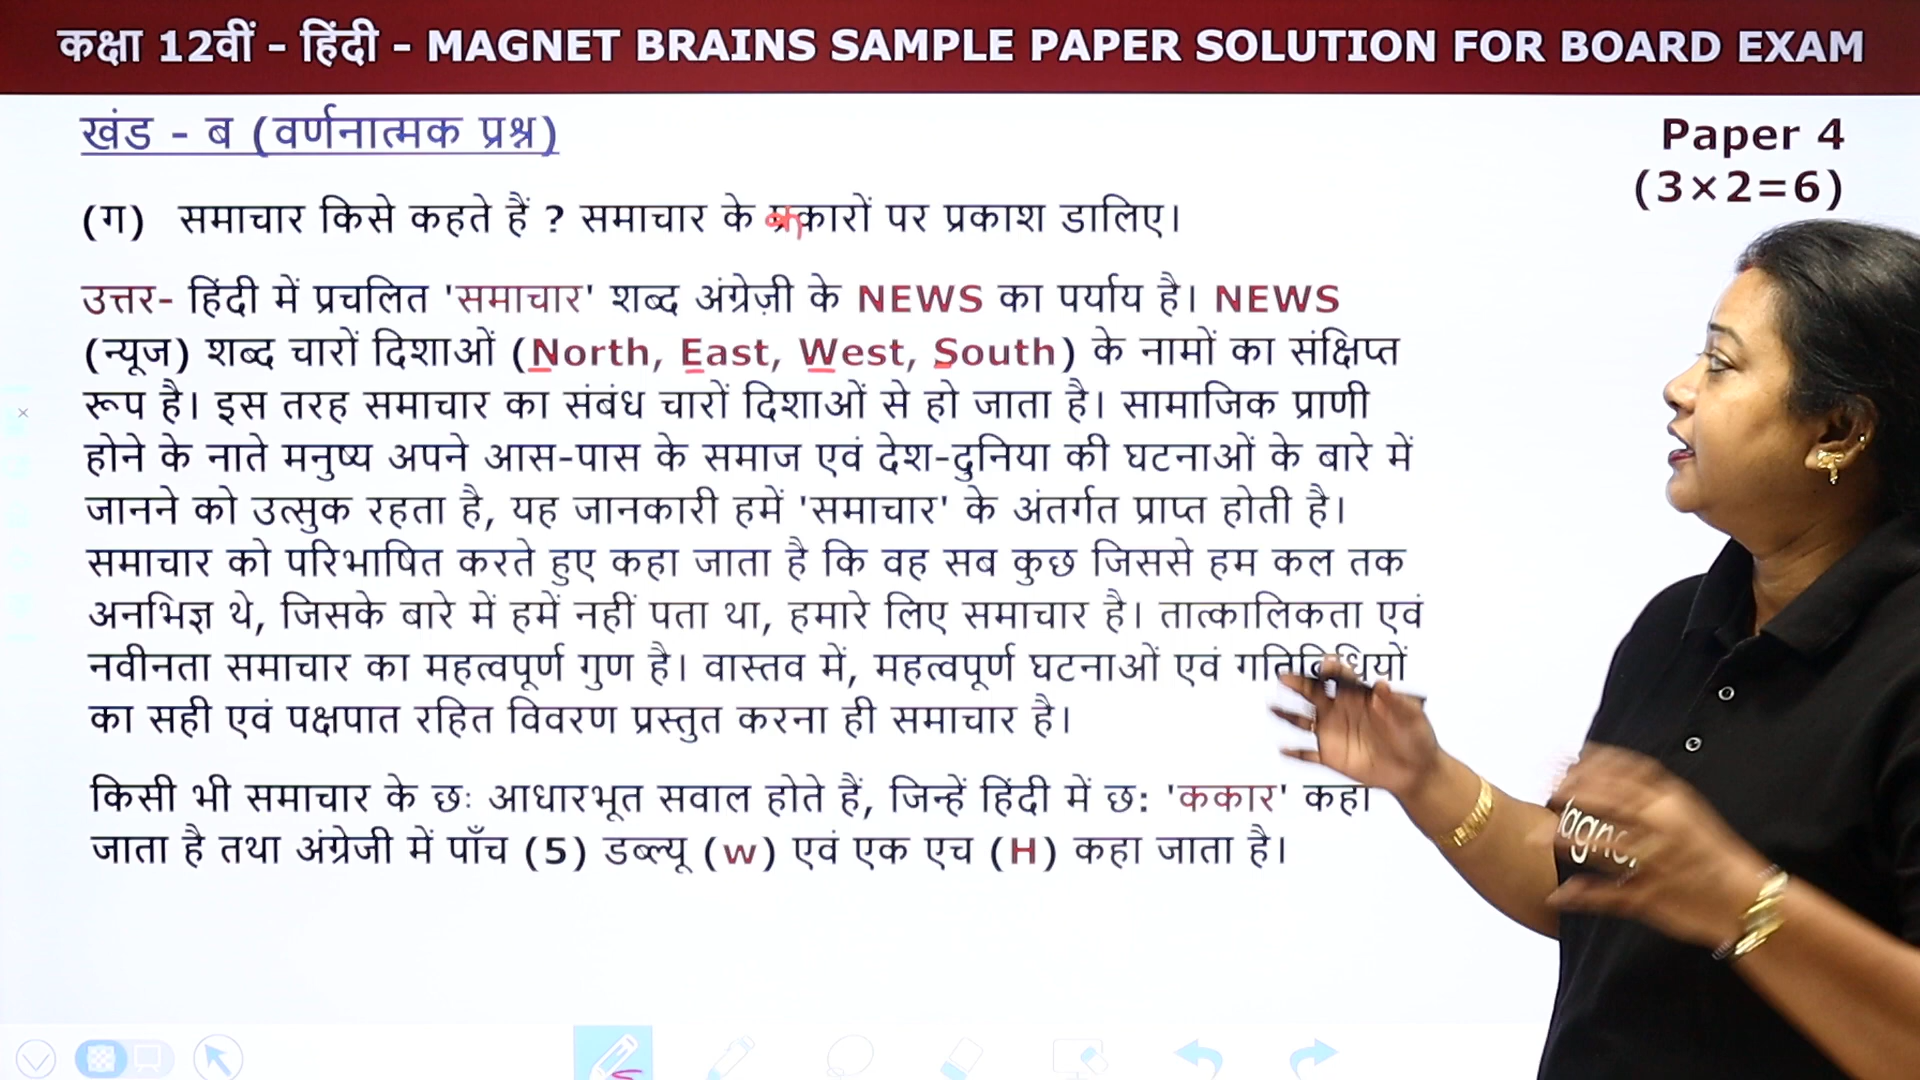 कक्षा 12वीं - हिंदी - MAGNET BRAINS SAMPLE PAPER SOLUTION FOR BOARD EXAM
खंड - ब (वर्णनात्मक प्रश्न)
Paper 4
(3×2=6)
(ग) समाचार किसे कहते हैं ? समाचार के प्रकारों पर प्रकाश डालिए।
उत्तर- हिंदी में प्रचलित 'समाचार' शब्द अंग्रेज़ी के NEWS का पर्याय है। NEWS
(न्यूज) शब्द चारों दिशाओं (North, East, West, South) के नामों का संक्षिप्त
रूप है। इस तरह समाचार का संबंध चारों दिशाओं से हो जाता है। सामाजिक प्राणी
होने के नाते मनुष्य अपने आस-पास के समाज एवं देश-दुनिया की घटनाओं के बारे में
जानने को उत्सुक रहता है, यह जानकारी हमें 'समाचार' के अंतर्गत प्राप्त होती है।
समाचार को परिभाषित करते हुए कहा जाता है कि वह सब कुछ जिससे हम कल तक
अनभिज्ञ थे, जिसके बारे में हमें नहीं पता था, हमारे लिए समाचार है। तात्कालिकता एवं
नवीनता समाचार का महत्वपूर्ण गुण है। वास्तव में, महत्वपूर्ण घटनाओं एवं गतिविधियों
का सही एवं पक्षपात रहित विवरण प्रस्तुत करना ही समाचार है।
किसी भी समाचार के छः आधारभूत सवाल होते हैं, जिन्हें हिंदी में छ: 'ककार' कहा
जाता है तथा अंग्रेजी में पाँच (5) डब्ल्यू (w) एवं एक एच (H) कहा जाता है।